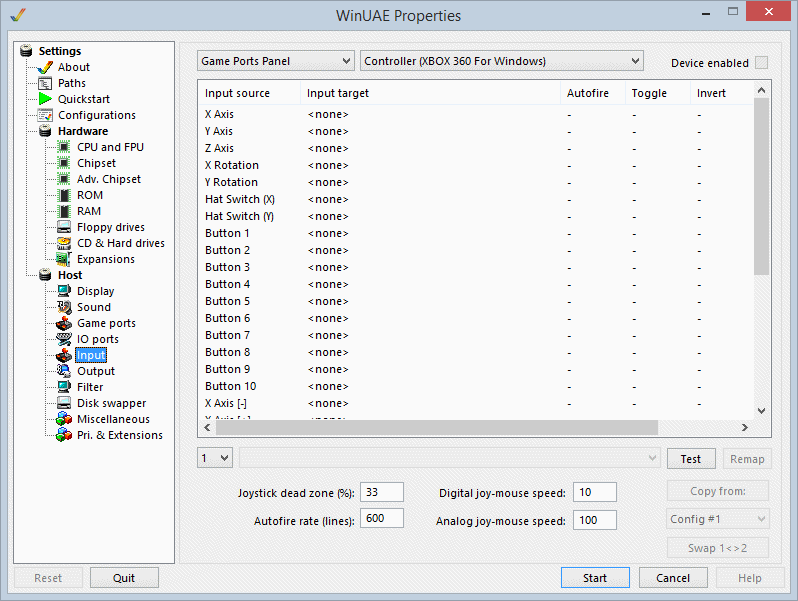 WinUAE Properties
Settings
About
Paths
Quickstart
Configurations
Hardware
CPU and FPU
Chipset
Adv. Chipset
ROM
RAM
Floppy drives
CD & Hard drives
Expansions
Host
Display
Sound
Game ports
IO ports
Input
Output
Filter
Disk swapper
Miscellaneous
Pri. & Extensions
Game Ports Panel Controller (XBOX 360 For Windows) Device enabled
Input source Input target Autofire Toggle Invert
X Axis <none> - - -
Y Axis <none> - - -
Z Axis <none> - - -
X Rotation <none> - - -
Y Rotation <none> - - -
Hat Switch (X) <none> - - -
Hat Switch (Y) <none> - - -
Button 1 <none> - - -
Button 2 <none> - - -
Button 3 <none> - - -
Button 4 <none> - - -
Button 5 <none> - - -
Button 6 <none> - - -
Button 7 <none> - - -
Button 8 <none> - - -
Button 9 <none> - - -
Button 10 <none> - - -
X Axis [-] <none> - - -
X Axis [+] <none> - - -
1 Test Remap
Joystick dead zone (%): 33 Digital joy-mouse speed: 10 Copy from:
Autofire rate (lines): 600 Analog joy-mouse speed: 100 Config #1
Swap 1<>2
Reset Quit Start Cancel Help